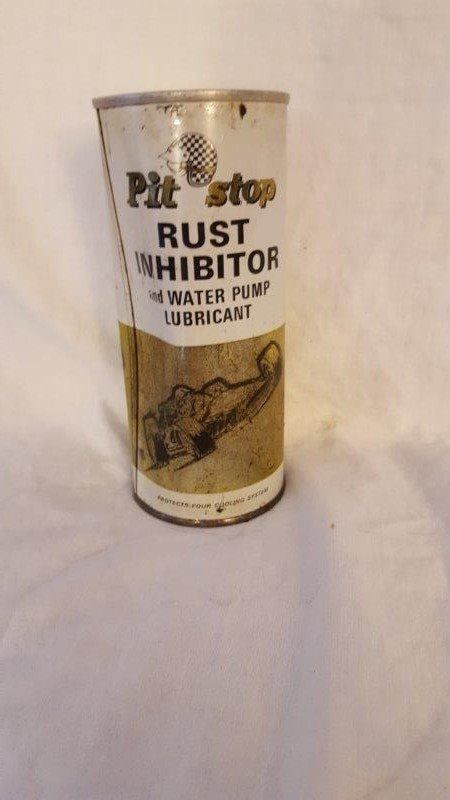 Pit stop
RUST
INHIBITOR
and WATER PUMP
LUBRICANT
PROTECTS YOUR COOLING SYSTEM